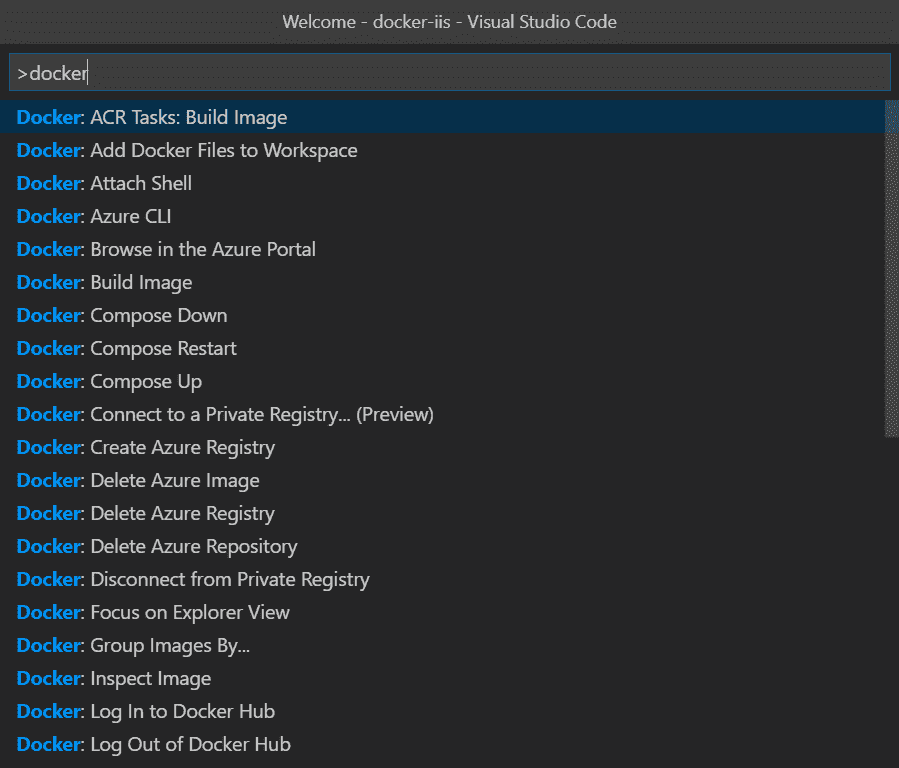 Welcome - docker-iis - Visual Studio Code
>docker
Docker: ACR Tasks: Build Image
Docker: Add Docker Files to Workspace
Docker: Attach Shell
Docker: Azure CLI
Docker: Browse in the Azure Portal
Docker: Build Image
Docker: Compose Down
Docker: Compose Restart
Docker: Compose Up
Docker: Connect to a Private Registry... (Preview)
Docker: Create Azure Registry
Docker: Delete Azure Image
Docker: Delete Azure Registry
Docker: Delete Azure Repository
Docker: Disconnect from Private Registry
Docker: Focus on Explorer View
Docker: Group Images By...
Docker: Inspect Image
Docker: Log In to Docker Hub
Docker: Log Out of Docker Hub